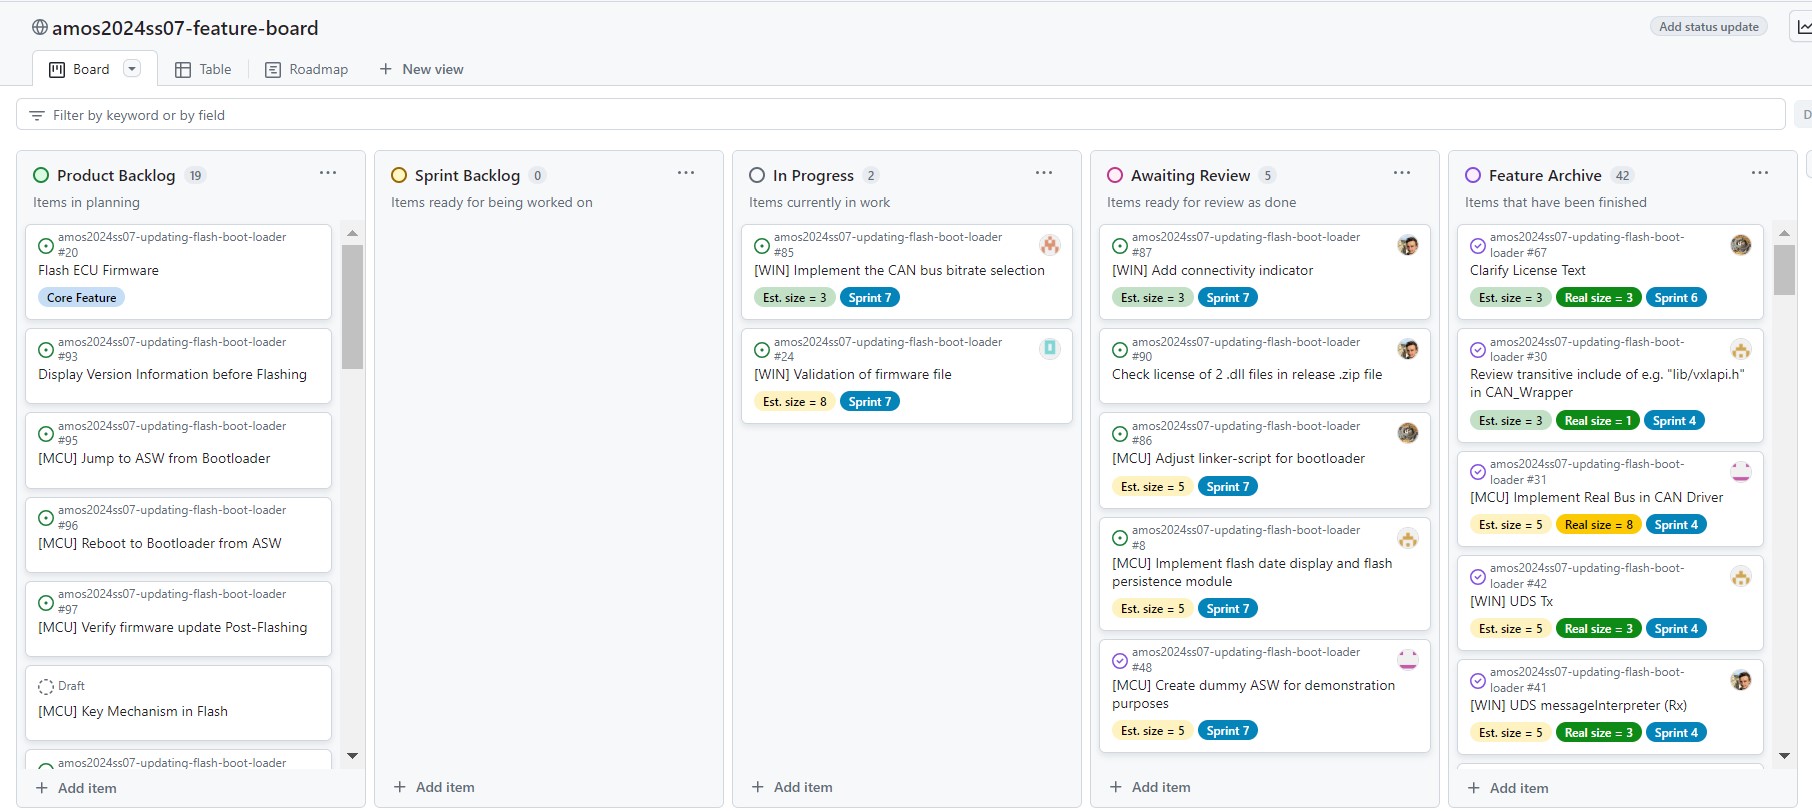 amos2024ss07-feature-board
Add status update
Board
Table
Roadmap
New view
Filter by keyword or by field
D
Product Backlog 19
Items in planning
amos2024ss07-updating-flash-boot-loader
#20
Flash ECU Firmware
Core Feature
amos2024ss07-updating-flash-boot-loader
#93
Display Version Information before Flashing
amos2024ss07-updating-flash-boot-loader
#95
[MCU] Jump to ASW from Bootloader
amos2024ss07-updating-flash-boot-loader
#96
[MCU] Reboot to Bootloader from ASW
amos2024ss07-updating-flash-boot-loader
#97
[MCU] Verify firmware update Post-Flashing
Draft
[MCU] Key Mechanism in Flash
amos2024ss07-updating-flash-boot-loader
+ Add item
Sprint Backlog 0
Items ready for being worked on
+ Add item
In Progress 2
Items currently in work
amos2024ss07-updating-flash-boot-loader
#85
[WIN] Implement the CAN bus bitrate selection
Est. size = 3 Sprint 7
amos2024ss07-updating-flash-boot-loader
#24
[WIN] Validation of firmware file
Est. size = 8 Sprint 7
+ Add item
Awaiting Review 5
Items ready for review as done
amos2024ss07-updating-flash-boot-loader
#87
[WIN] Add connectivity indicator
Est. size = 3 Sprint 7
amos2024ss07-updating-flash-boot-loader
#90
Check license of 2 .dll files in release .zip file
amos2024ss07-updating-flash-boot-loader
#86
[MCU] Adjust linker-script for bootloader
Est. size = 5 Sprint 7
amos2024ss07-updating-flash-boot-loader
#8
[MCU] Implement flash date display and flash
persistence module
Est. size = 5 Sprint 7
amos2024ss07-updating-flash-boot-loader
#48
[MCU] Create dummy ASW for demonstration
purposes
Est. size = 5 Sprint 7
+ Add item
Feature Archive 42
Items that have been finished
amos2024ss07-updating-flash-boot-
loader #67
Clarify License Text
Est. size = 3 Real size = 3 Sprint 6
amos2024ss07-updating-flash-boot-
loader #30
Review transitive include of e.g. "lib/vxlapi.h"
in CAN_Wrapper
Est. size = 3 Real size = 1 Sprint 4
amos2024ss07-updating-flash-boot-
loader #31
[MCU] Implement Real Bus in CAN Driver
Est. size = 5 Real size = 8 Sprint 4
amos2024ss07-updating-flash-boot-
loader #42
[WIN] UDS Tx
Est. size = 5 Real size = 3 Sprint 4
amos2024ss07-updating-flash-boot-
loader #41
[WIN] UDS messageInterpreter (Rx)
Est. size = 5 Real size = 3 Sprint 4
+ Add item